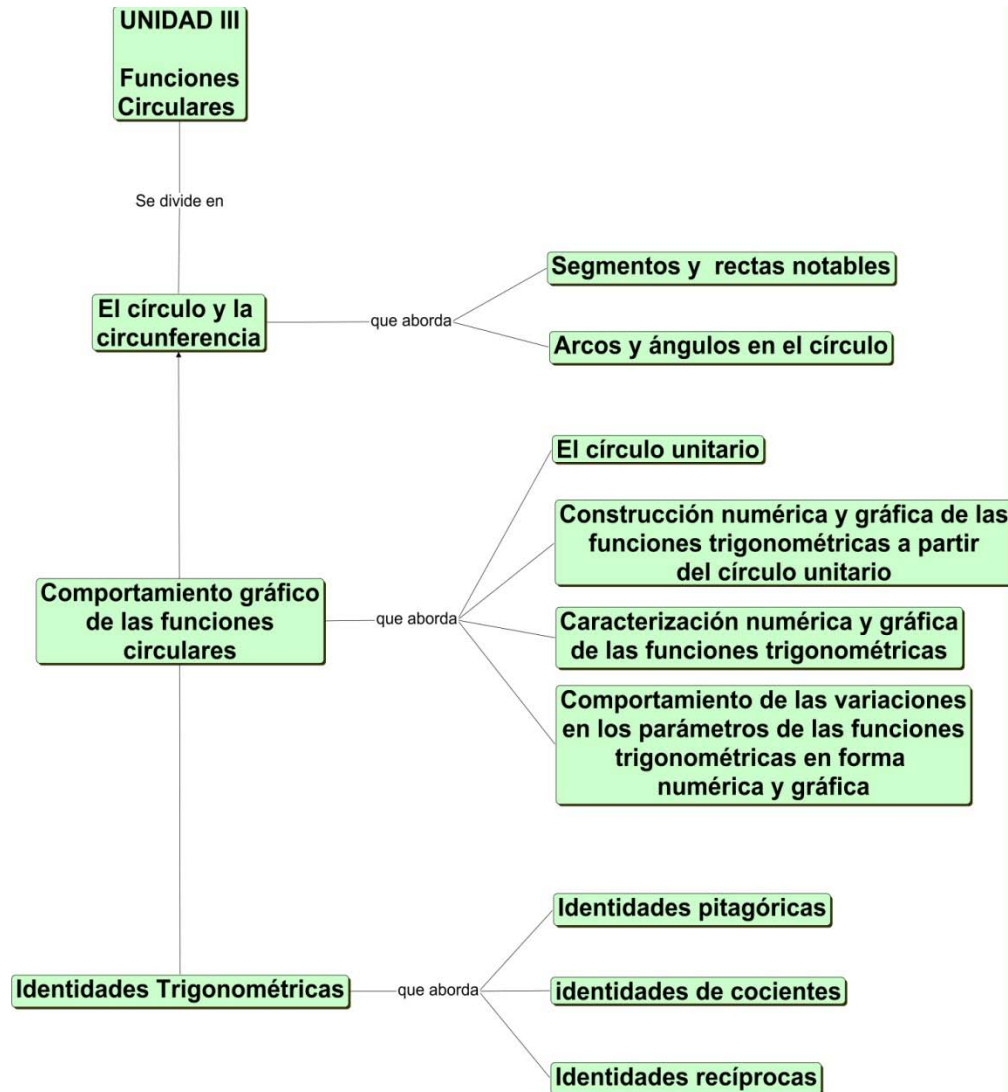 UNIDAD III
Funciones
Circulares
Se divide en
El círculo y la
circunferencia
que aborda
Segmentos y rectas notables
Arcos y ángulos en el círculo
Comportamiento gráfico
de las funciones
circulares
que aborda
El círculo unitario
Construcción numérica y gráfica de las
funciones trigonométricas a partir
del círculo unitario
Caracterización numérica y gráfica
de las funciones trigonométricas
Comportamiento de las variaciones
en los parámetros de las funciones
trigonométricas en forma
numérica y gráfica
Identidades Trigonométricas
que aborda
Identidades pitagóricas
identidades de cocientes
Identidades recíprocas